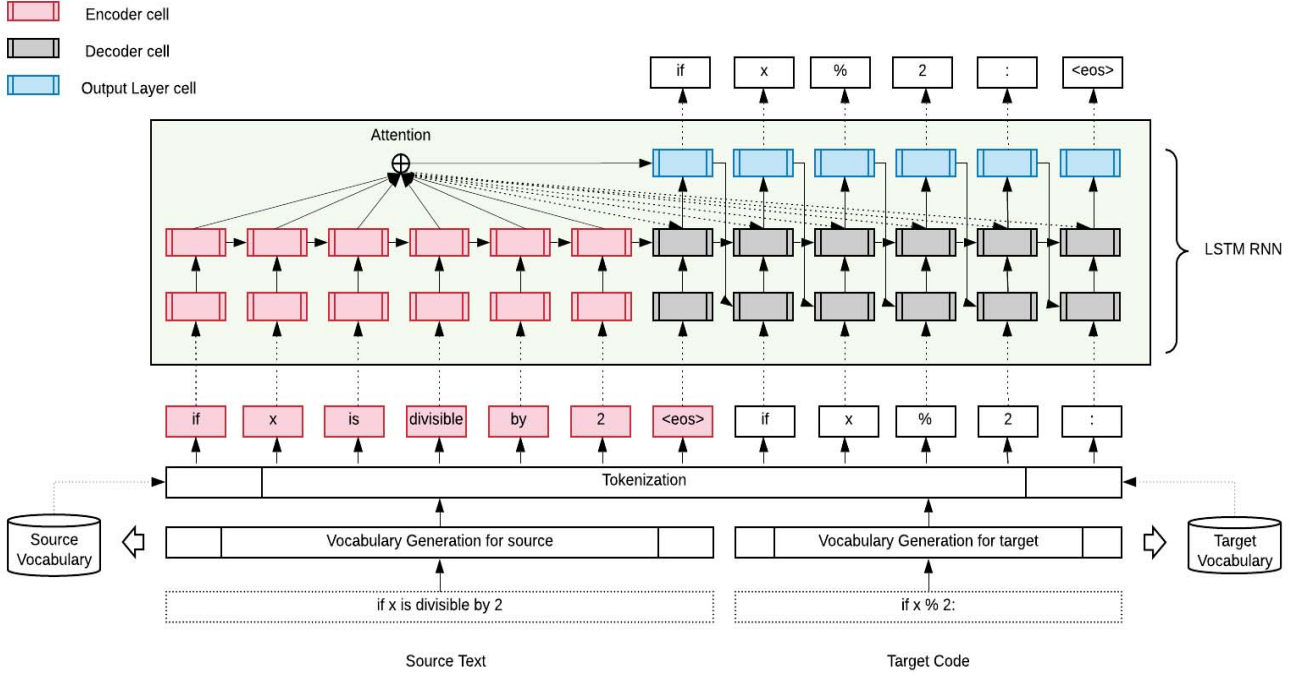 Encoder cell
Decoder cell
Output Layer cell
if x % 2 : <eos>
Attention
LSTM RNN
if x is divisible by 2 <eos> if x % 2 :
Tokenization
Source
Vocabulary
Vocabulary Generation for source
Vocabulary Generation for target
Target
Vocabulary
if x is divisible by 2
if x % 2:
Source Text
Target Code